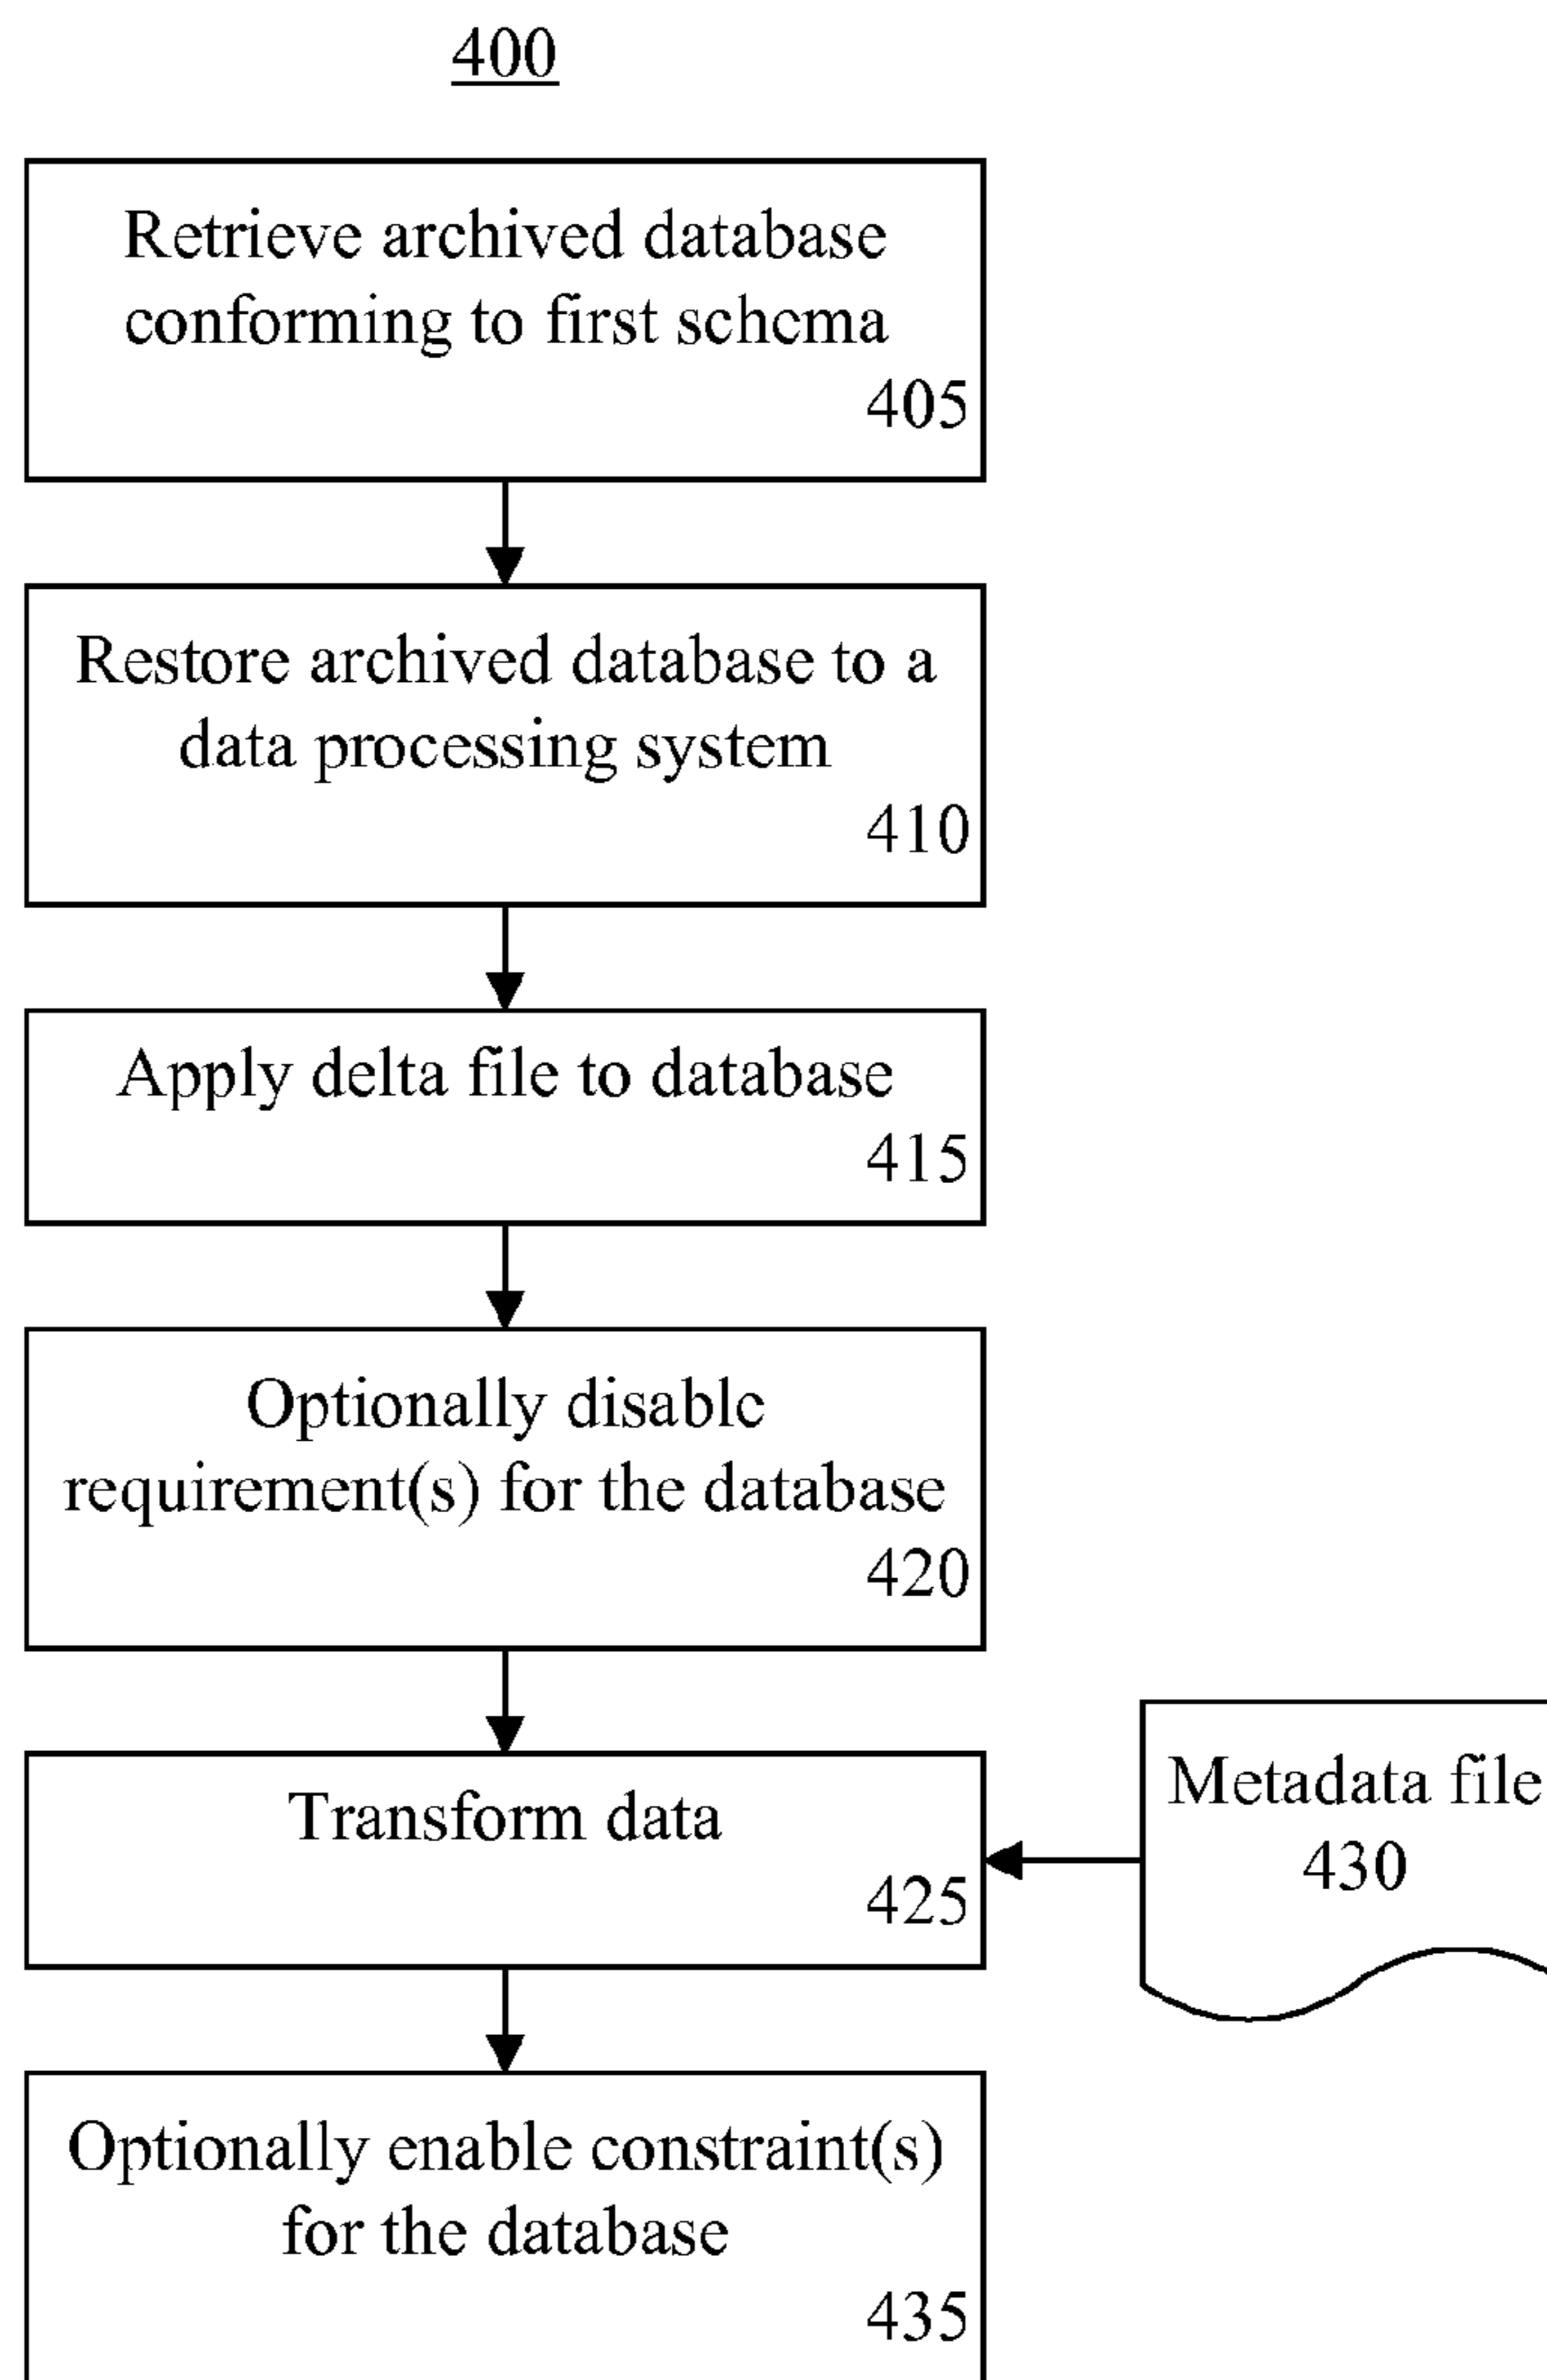 400
Retrieve archived database
conforming to first schema
405
Restore archived database to a
data processing system
410
Apply delta file to database
415
Optionally disable
requirement(s) for the database
420
Transform data
425
Metadata file
430
Optionally enable constraint(s)
for the database
435